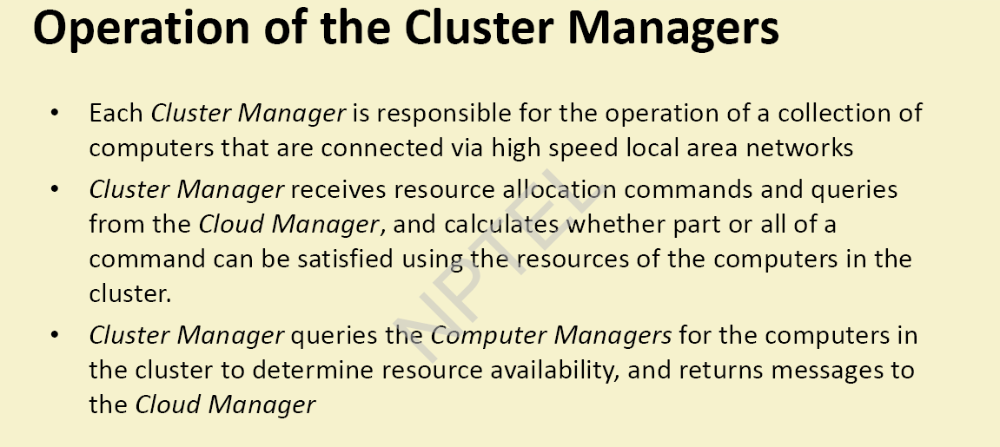 Operation of the Cluster Managers
• Each Cluster Manager is responsible for the operation of a collection of
computers that are connected via high speed local area networks
• Cluster Manager receives resource allocation commands and queries
from the Cloud Manager, and calculates whether part or all of a
command can be satisfied using the resources of the computers in the
cluster.
• Cluster Manager queries the Computer Managers for the computers in
the cluster to determine resource availability, and returns messages to
the Cloud Manager
NPTEL